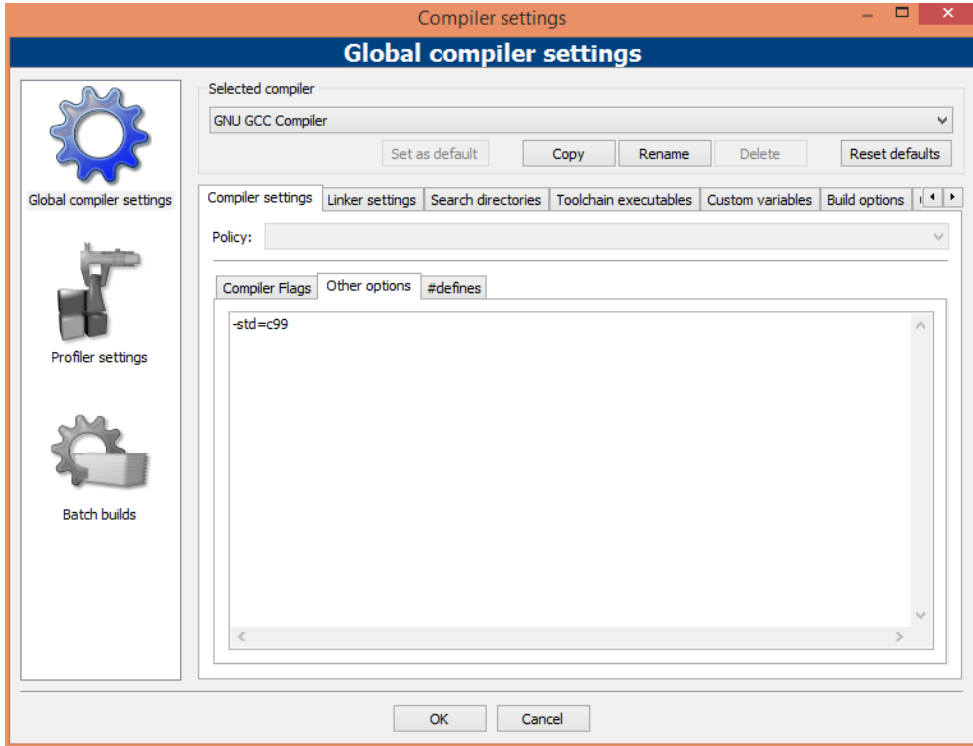 Compiler settings
Global compiler settings
Selected compiler
GNU GCC Compiler
Set as default Copy Rename Delete Reset defaults
Global compiler settings
Compiler settings Linker settings Search directories Toolchain executables Custom variables Build options
Policy:
Compiler Flags Other options #defines
-std=c99
Profiler settings
Batch builds
OK Cancel